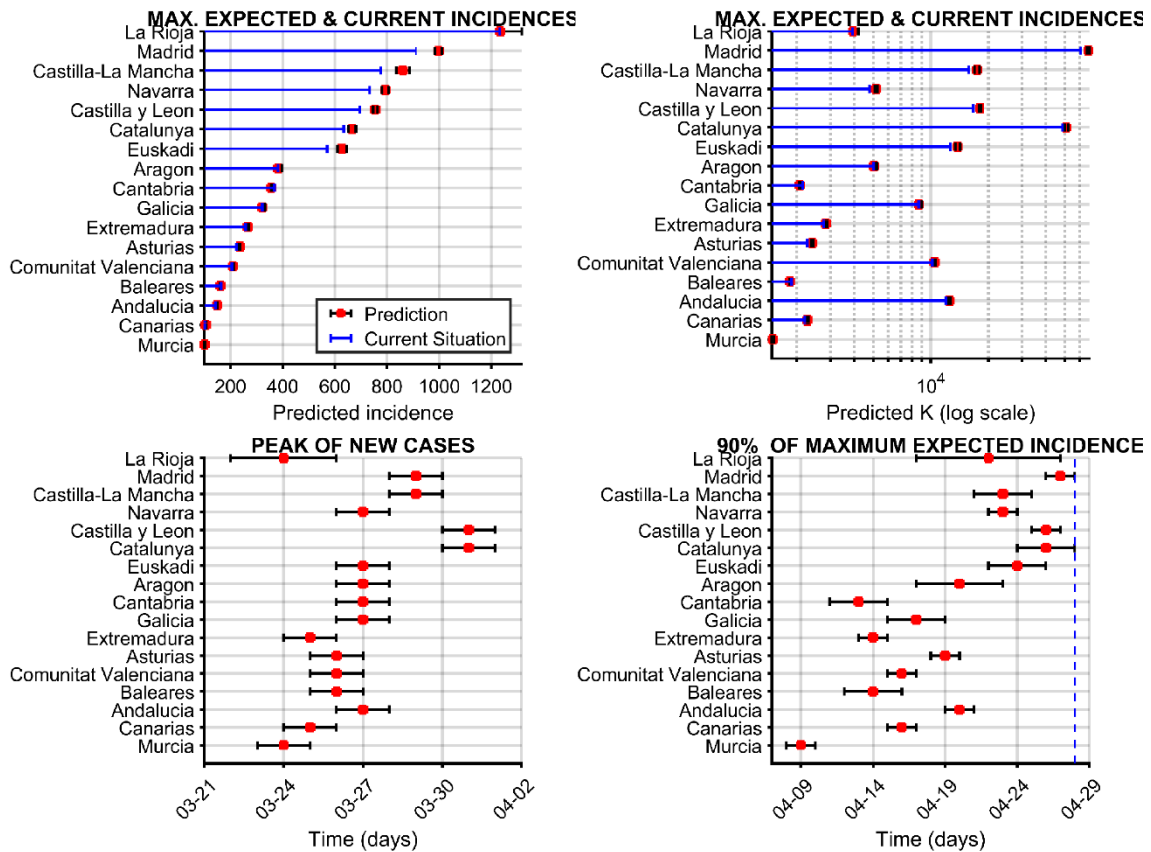 MAX. EXPECTED & CURRENT INCIDENCES
La Rioja
Madrid
Castilla-La Mancha
Navarra
Castilla y Leon
Catalunya
Euskadi
Aragon
Cantabria
Galicia
Extremadura
Asturias
Comunitat Valenciana
Baleares
Andalucia
Canarias
Murcia
Prediction
Current Situation
200 400 600 800 1000 1200
Predicted incidence
MAX. EXPECTED & CURRENT INCIDENCES
La Rioja
Madrid
Castilla-La Mancha
Navarra
Castilla y Leon
Catalunya
Euskadi
Aragon
Cantabria
Galicia
Extremadura
Asturias
Comunitat Valenciana
Baleares
Andalucia
Canarias
Murcia
10⁴
Predicted K (log scale)
PEAK OF NEW CASES
La Rioja
Madrid
Castilla-La Mancha
Navarra
Castilla y Leon
Catalunya
Euskadi
Aragon
Cantabria
Galicia
Extremadura
Asturias
Comunitat Valenciana
Baleares
Andalucia
Canarias
Murcia
03-21 03-24 03-27 03-30 04-02
Time (days)
90% OF MAXIMUM EXPECTED INCIDENCE
La Rioja
Madrid
Castilla-La Mancha
Navarra
Castilla y Leon
Catalunya
Euskadi
Aragon
Cantabria
Galicia
Extremadura
Asturias
Comunitat Valenciana
Baleares
Andalucia
Canarias
Murcia
04-09 04-14 04-19 04-24 04-29
Time (days)